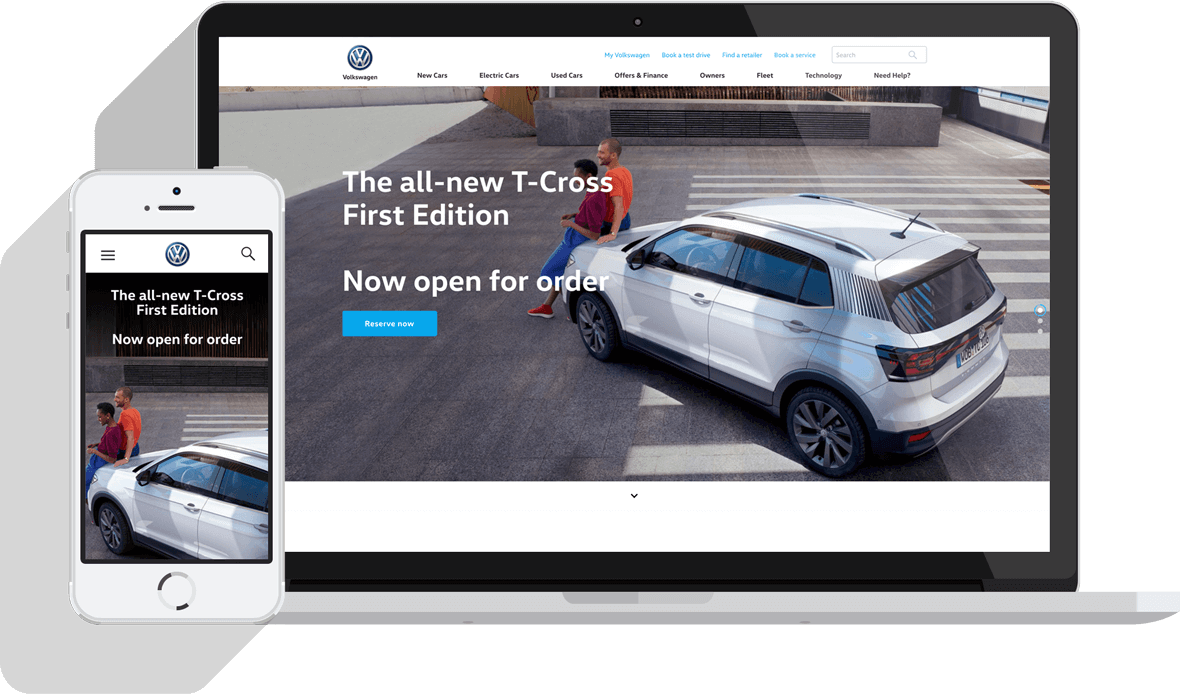 My Volkswagen Book a test drive Find a retailer Book a service Search
Volkswagen
New Cars Electric Cars Used Cars Offers & Finance Owners Fleet Technology Need Help?
The all-new T-Cross
First Edition
Now open for order
Reserve now
The all-new T-Cross
First Edition
Now open for order